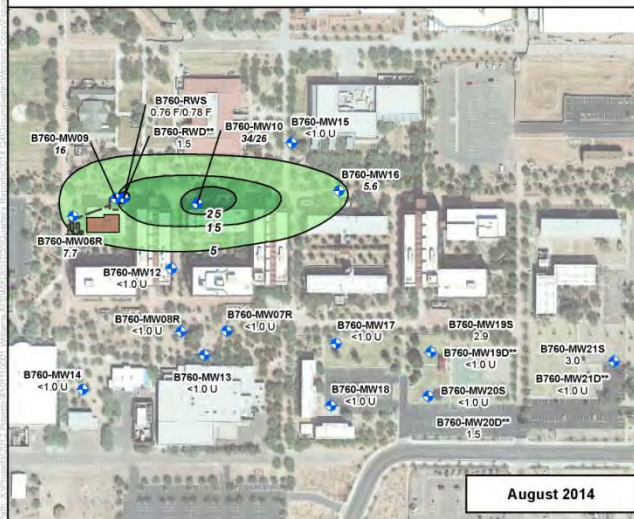 B760-RWS
0.76 F/0.78 F
B760-RWD**
1.5
B760-MW09
16
B760-MW10
34/26
B760-MW15
<1.0 U
B760-MW16
5.6
25
15
5
B760-MW06R
7.7
B760-MW12
<1.0 U
B760-MW08R
<1.0 U
B760-MW07R
<1.0 U
B760-MW17
<1.0 U
B760-MW19S
2.9
B760-MW19D**
<1.0 U
B760-MW21S
3.0
B760-MW21D**
<1.0 U
B760-MW14
<1.0 U
B760-MW13
<1.0 U
B760-MW18
<1.0 U
B760-MW20S
<1.0 U
B760-MW20D**
1.5
August 2014